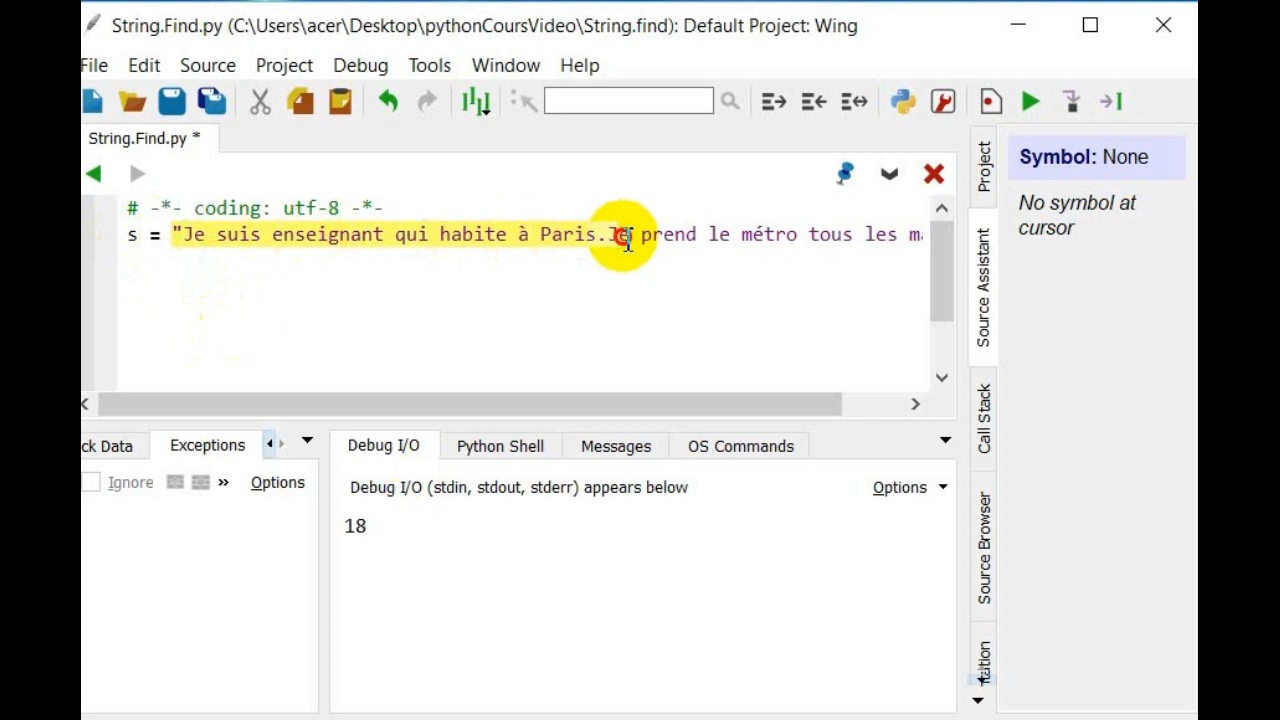 String.Find.py (C:\Users\acer\Desktop\pythonCoursVideo\String.find): Default Project: Wing
File Edit Source Project Debug Tools Window Help
String.Find.py *
# -*- coding: utf-8 -*-
s = "Je suis enseignant qui habite à Paris.Je prend le métro tous les ma
Symbol: None
No symbol at
cursor
Project
Source Assistant
Call Stack
Source Browser
ck Data Exceptions
Ignore » Options
Debug I/O Python Shell Messages OS Commands
Debug I/O (stdin, stdout, stderr) appears below Options
18